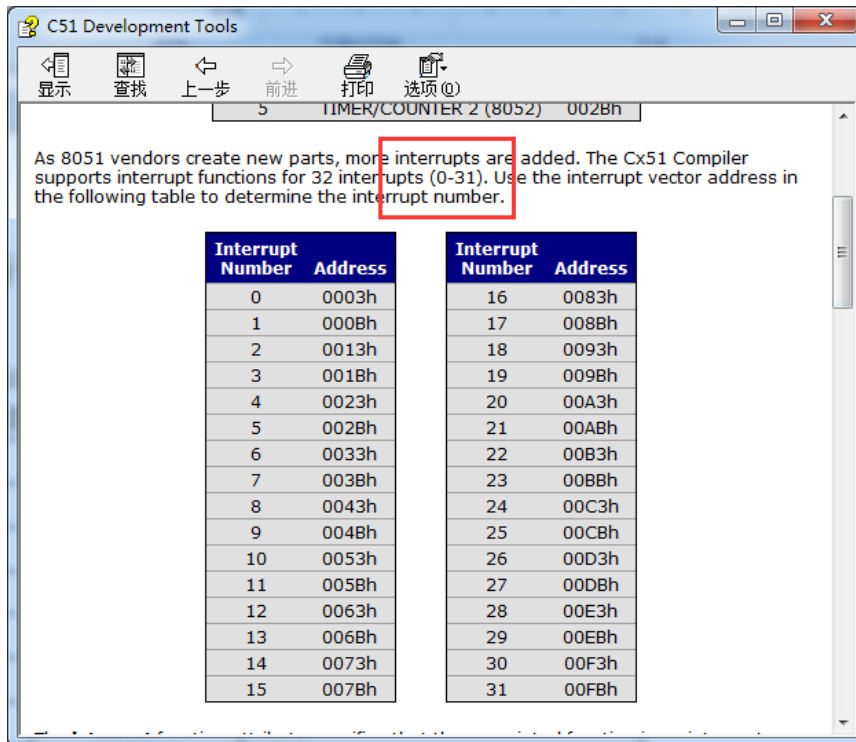 C51 Development Tools
显示 查找 上一步 前进 打印 选项(O)
5 TIMER/COUNTER 2 (8052) 002Bh
As 8051 vendors create new parts, more interrupts are added. The Cx51 Compiler
supports interrupt functions for 32 interrupts (0-31). Use the interrupt vector address in
the following table to determine the interrupt number.
Interrupt Interrupt
Number Address Number Address
0 0003h 16 0083h
1 000Bh 17 008Bh
2 0013h 18 0093h
3 001Bh 19 009Bh
4 0023h 20 00A3h
5 002Bh 21 00ABh
6 0033h 22 00B3h
7 003Bh 23 00BBh
8 0043h 24 00C3h
9 004Bh 25 00CBh
10 0053h 26 00D3h
11 005Bh 27 00DBh
12 0063h 28 00E3h
13 006Bh 29 00EBh
14 0073h 30 00F3h
15 007Bh 31 00FBh